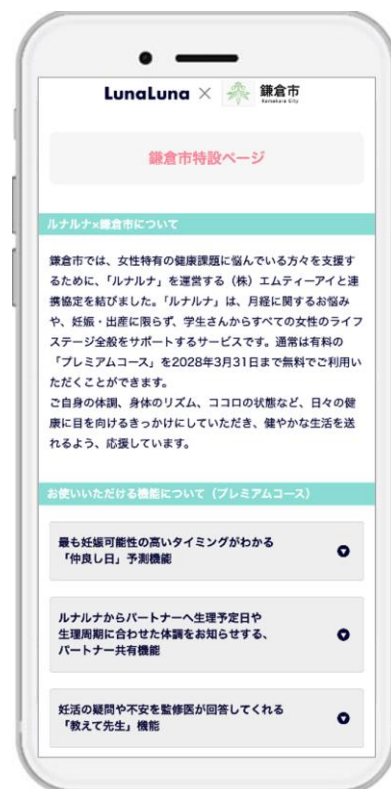 LunaLuna × 鎌倉市
Kamakura City
鎌倉市特設ページ
ルナルナ×鎌倉市について
鎌倉市では、女性特有の健康課題に悩んでいる方々を支援す
るために、「ルナルナ」を運営する（株）エムティーアイと連
携協定を結びました。「ルナルナ」は、月経に関するお悩み
や、妊娠・出産に限らず、学生さんからすべての女性のライフ
ステージ全般をサポートするサービスです。通常は有料の
「プレミアムコース」を2028年3月31日まで無料でご利用い
ただくことができます。
ご自身の体調、身体のリズム、ココロの状態など、日々の健
康に目を向けるきっかけにしていただき、健やかな生活を送
れるよう、応援しています。
お使いいただける機能について（プレミアムコース）
最も妊娠可能性の高いタイミングがわかる
「仲良し日」予測機能
ルナルナからパートナーへ生理予定日や
生理周期に合わせた体調をお知らせする、
パートナー共有機能
妊活の疑問や不安を監修医が回答してくれる
「教えて先生」機能